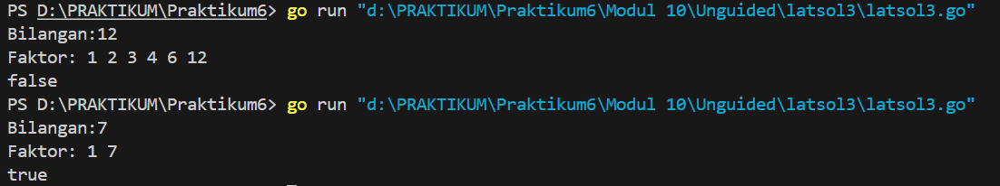 PS D:\PRAKTIKUM\Praktikum6> go run "d:\PRAKTIKUM\Praktikum6\Modul 10\Unguided\latsol3\latsol3.go"
Bilangan:12
Faktor: 1 2 3 4 6 12
false
PS D:\PRAKTIKUM\Praktikum6> go run "d:\PRAKTIKUM\Praktikum6\Modul 10\Unguided\latsol3\latsol3.go"
Bilangan:7
Faktor: 1 7
true